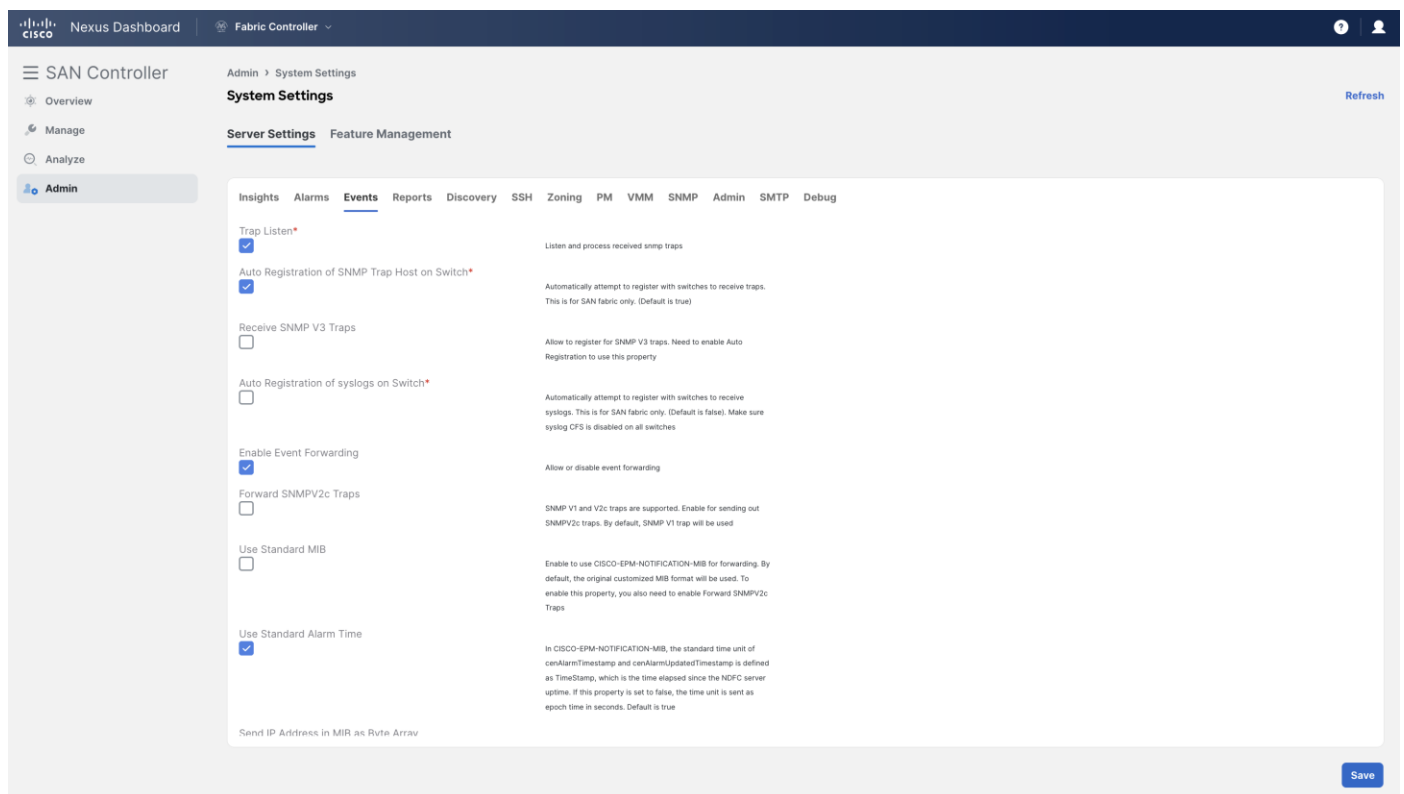 CISCO Nexus Dashboard Fabric Controller
SAN Controller
Overview
Manage
Analyze
Admin
Admin > System Settings
System Settings
Refresh
Server Settings Feature Management
Insights Alarms Events Reports Discovery SSH Zoning PM VMM SNMP Admin SMTP Debug
Trap Listen*
Listen and process received snmp traps
Auto Registration of SNMP Trap Host on Switch*
Automatically attempt to register with switches to receive traps.
This is for SAN fabric only. (Default is true)
Receive SNMP V3 Traps
Allow to register for SNMP V3 traps. Need to enable Auto
Registration to use this property
Auto Registration of syslogs on Switch*
Automatically attempt to register with switches to receive
syslogs. This is for SAN fabric only. (Default is false). Make sure
syslog CFS is disabled on all switches
Enable Event Forwarding
Allow or disable event forwarding
Forward SNMPV2c Traps
SNMP V1 and V2c traps are supported. Enable for sending out
SNMPV2c traps. By default, SNMP V1 trap will be used
Use Standard MIB
Enable to use CISCO-EPM-NOTIFICATION-MIB for forwarding. By
default, the original customized MIB format will be used. To
enable this property, you also need to enable Forward SNMPV2c
Traps
Use Standard Alarm Time
In CISCO-EPM-NOTIFICATION-MIB, the standard time unit of
cenAlarmTimestamp and cenAlarmUpdatedTimestamp is defined
as TimeStamp, which is the time elapsed since the NDFC server
uptime. If this property is set to false, the time unit is sent as
epoch time in seconds. Default is true
Send IP Address in MIB as Byte Array
Save